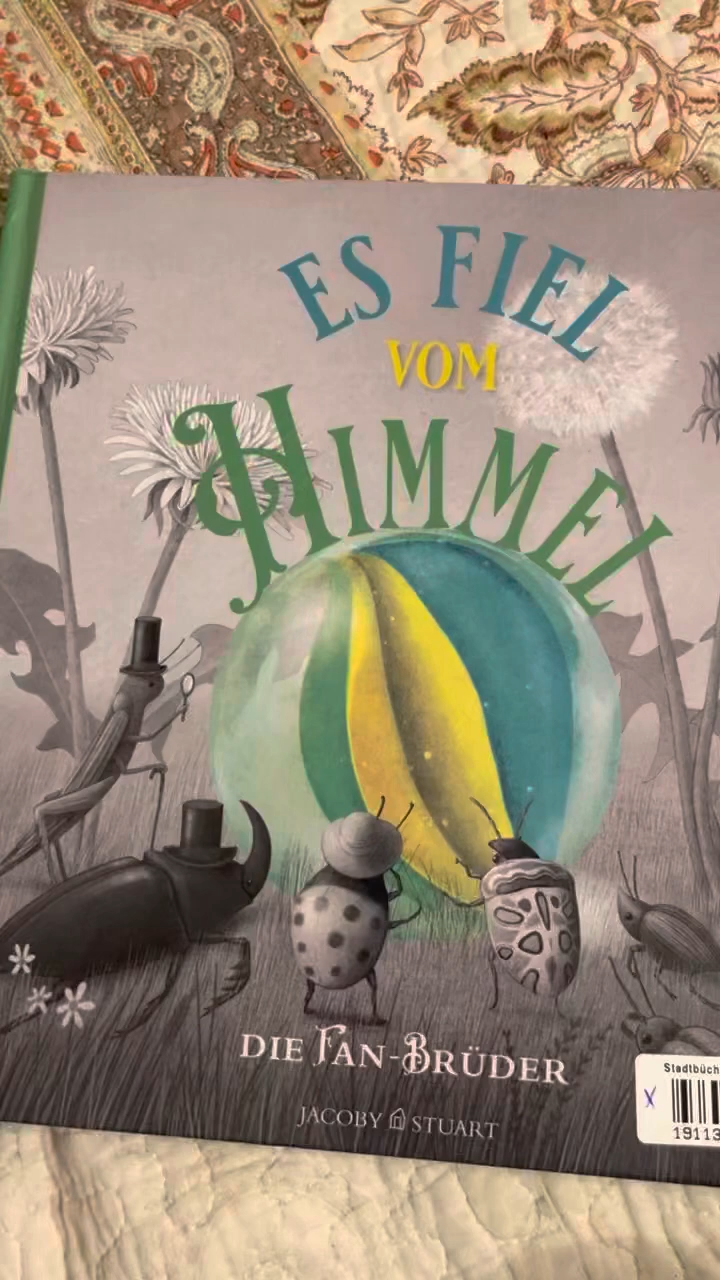 ES FIEL
VOM
HIMMEL
DIE FAN-BRÜDER
JACOBY STUART
Stadtbüch
19113